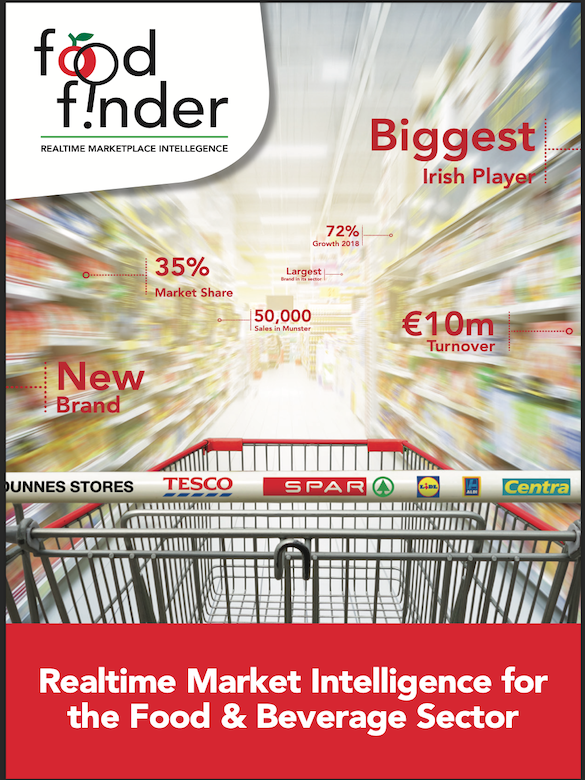 food
f!nder
REALTIME MARKETPLACE INTELLEGENCE
Biggest
Irish Player
72%
Growth 2018
35%
Market Share
Largest
Brand in its sector
50,000
Sales in Munster
€10m
Turnover
New
Brand
DUNNES STORES TESCO SPAR LIDL ALDI Centra
Realtime Market Intelligence for
the Food & Beverage Sector